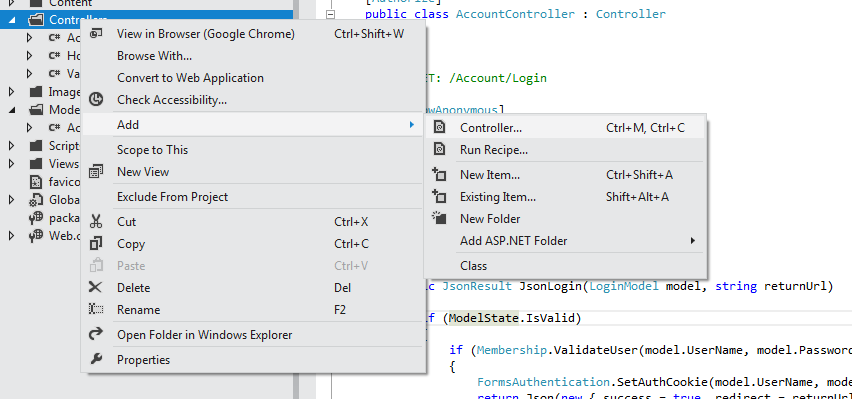 Content
[Authorize]
Controllers
public class AccountController : Controller
View in Browser (Google Chrome) Ctrl+Shift+W
Browse With...
Convert to Web Application
ET: /Account/Login
Check Accessibility...
Add
Scope to This
New View
Exclude From Project
Cut Ctrl+X
Copy Ctrl+C
Paste Ctrl+V
Delete Del
Rename F2
Open Folder in Windows Explorer
Properties
C# Ac
C# Ho
C# Va
Imag
Mode
C# Ac
Script
Views
favico
Globa
packa
Web.c
wAnonymous]
Controller... Ctrl+M, Ctrl+C
Run Recipe...
New Item... Ctrl+Shift+A
Existing Item... Shift+Alt+A
New Folder
Add ASP.NET Folder
Class
c JsonResult JsonLogin(LoginModel model, string returnUrl)
f (ModelState.IsValid)
if (Membership.ValidateUser(model.UserName, model.Password
{
FormsAuthentication.SetAuthCookie(model.UserName, mode
return Json(new { success = true, redirect = returnUrl